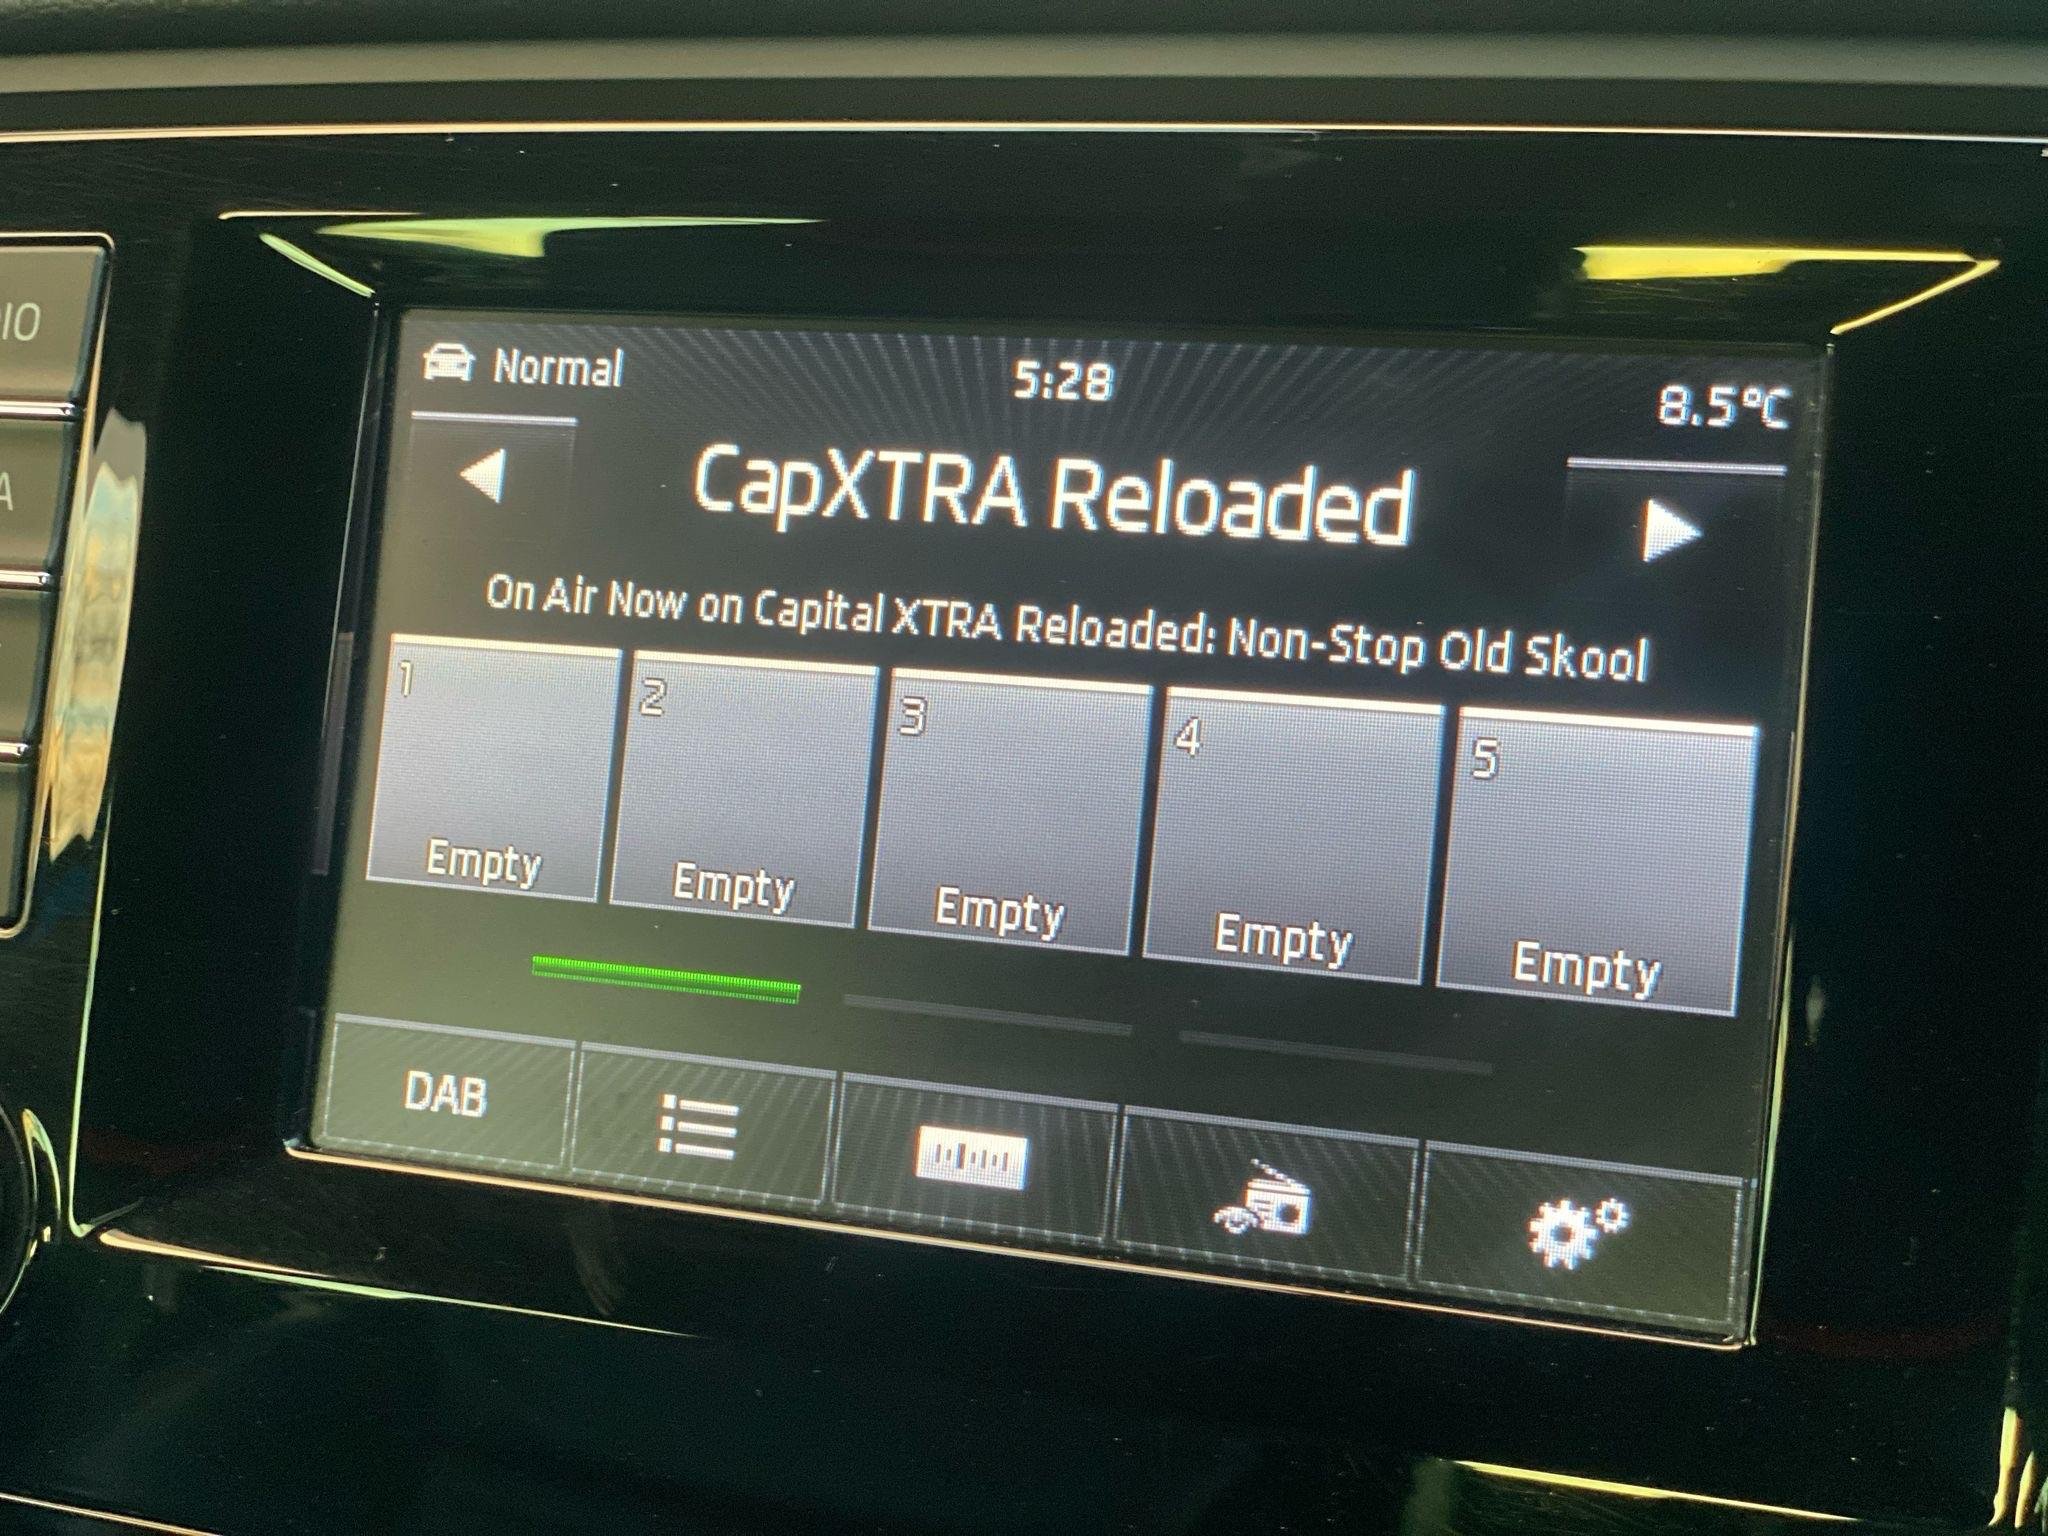 Normal
5:28
8.5°C
CapXTRA Reloaded
On Air Now on Capital XTRA Reloaded: Non-Stop Old Skool
1
2
3
4
5
Empty
Empty
Empty
Empty
Empty
DAB